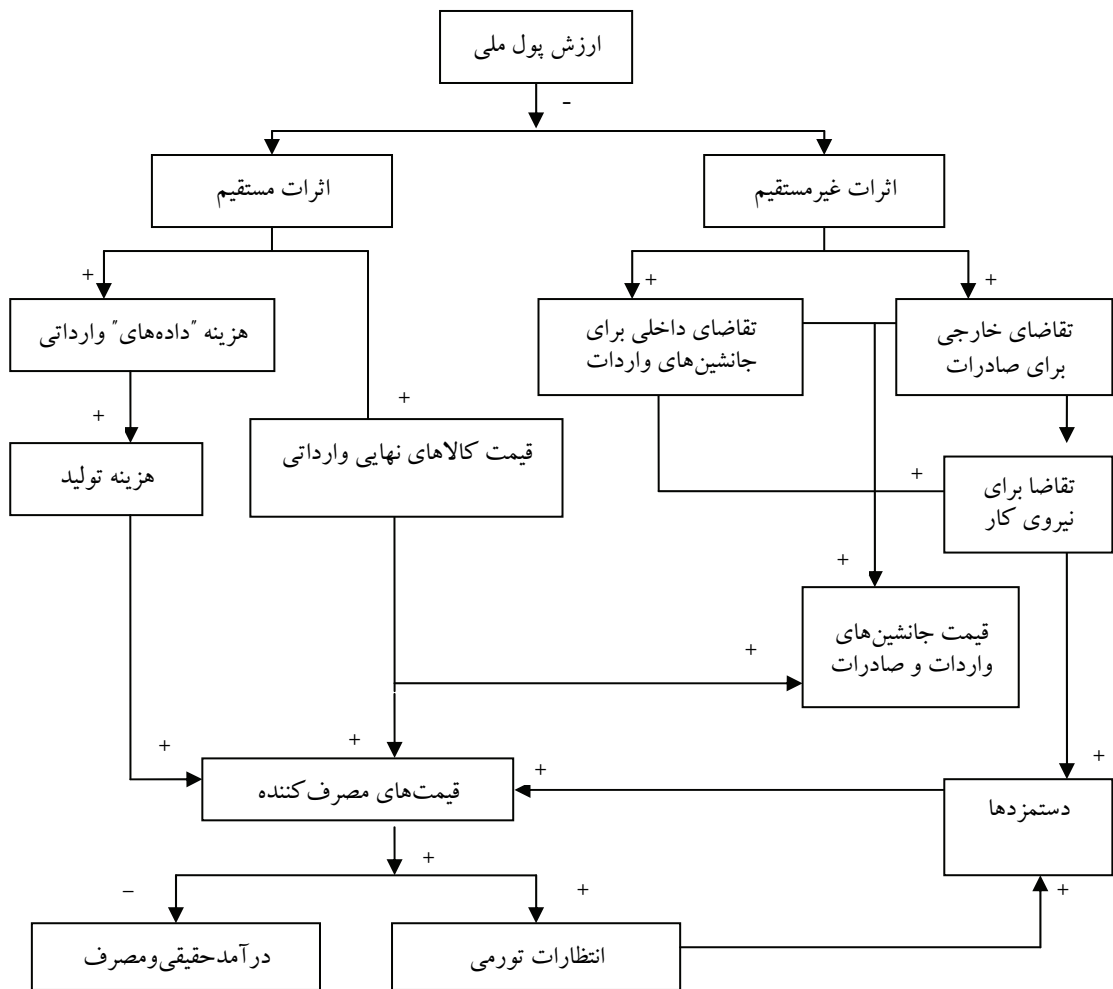 ارزش پول ملی
-
اثرات غیرمستقیم
اثرات مستقیم
+
+
+
تقاضای خارجی
برای صادرات
تقاضای داخلی برای
جانشین‌های واردات
هزینه "داده‌های" وارداتی
+
+
قیمت کالاهای نهایی وارداتی
هزینه تولید
+
تقاضا برای
نیروی کار
+
قیمت جانشین‌های
واردات و صادرات
+
+
+
+
+
قیمت‌های مصرف‌کننده
دستمزدها
+
+
+
–
انتظارات تورمی
درآمدحقیقی‌ومصرف